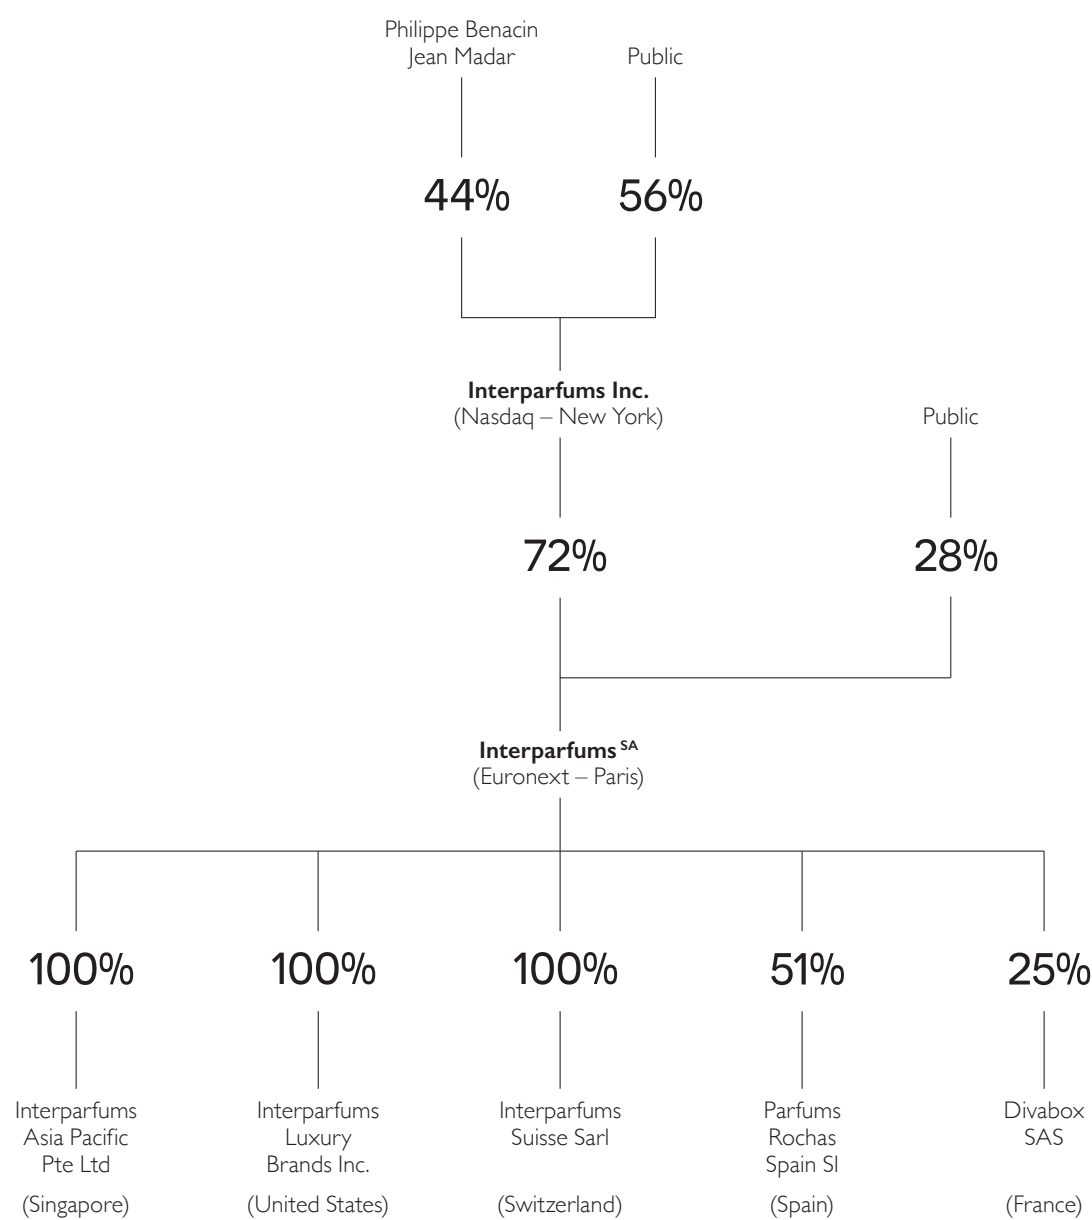 Philippe Benacin
Jean Madar
Public
44%
56%
Interparfums Inc.
(Nasdaq – New York)
Public
72%
28%
Interparfums SA
(Euronext – Paris)
100%
100%
100%
51%
25%
Interparfums
Asia Pacific
Pte Ltd
(Singapore)
Interparfums
Luxury
Brands Inc.
(United States)
Interparfums
Suisse Sarl
(Switzerland)
Parfums
Rochas
Spain Sl
(Spain)
Divabox
SAS
(France)